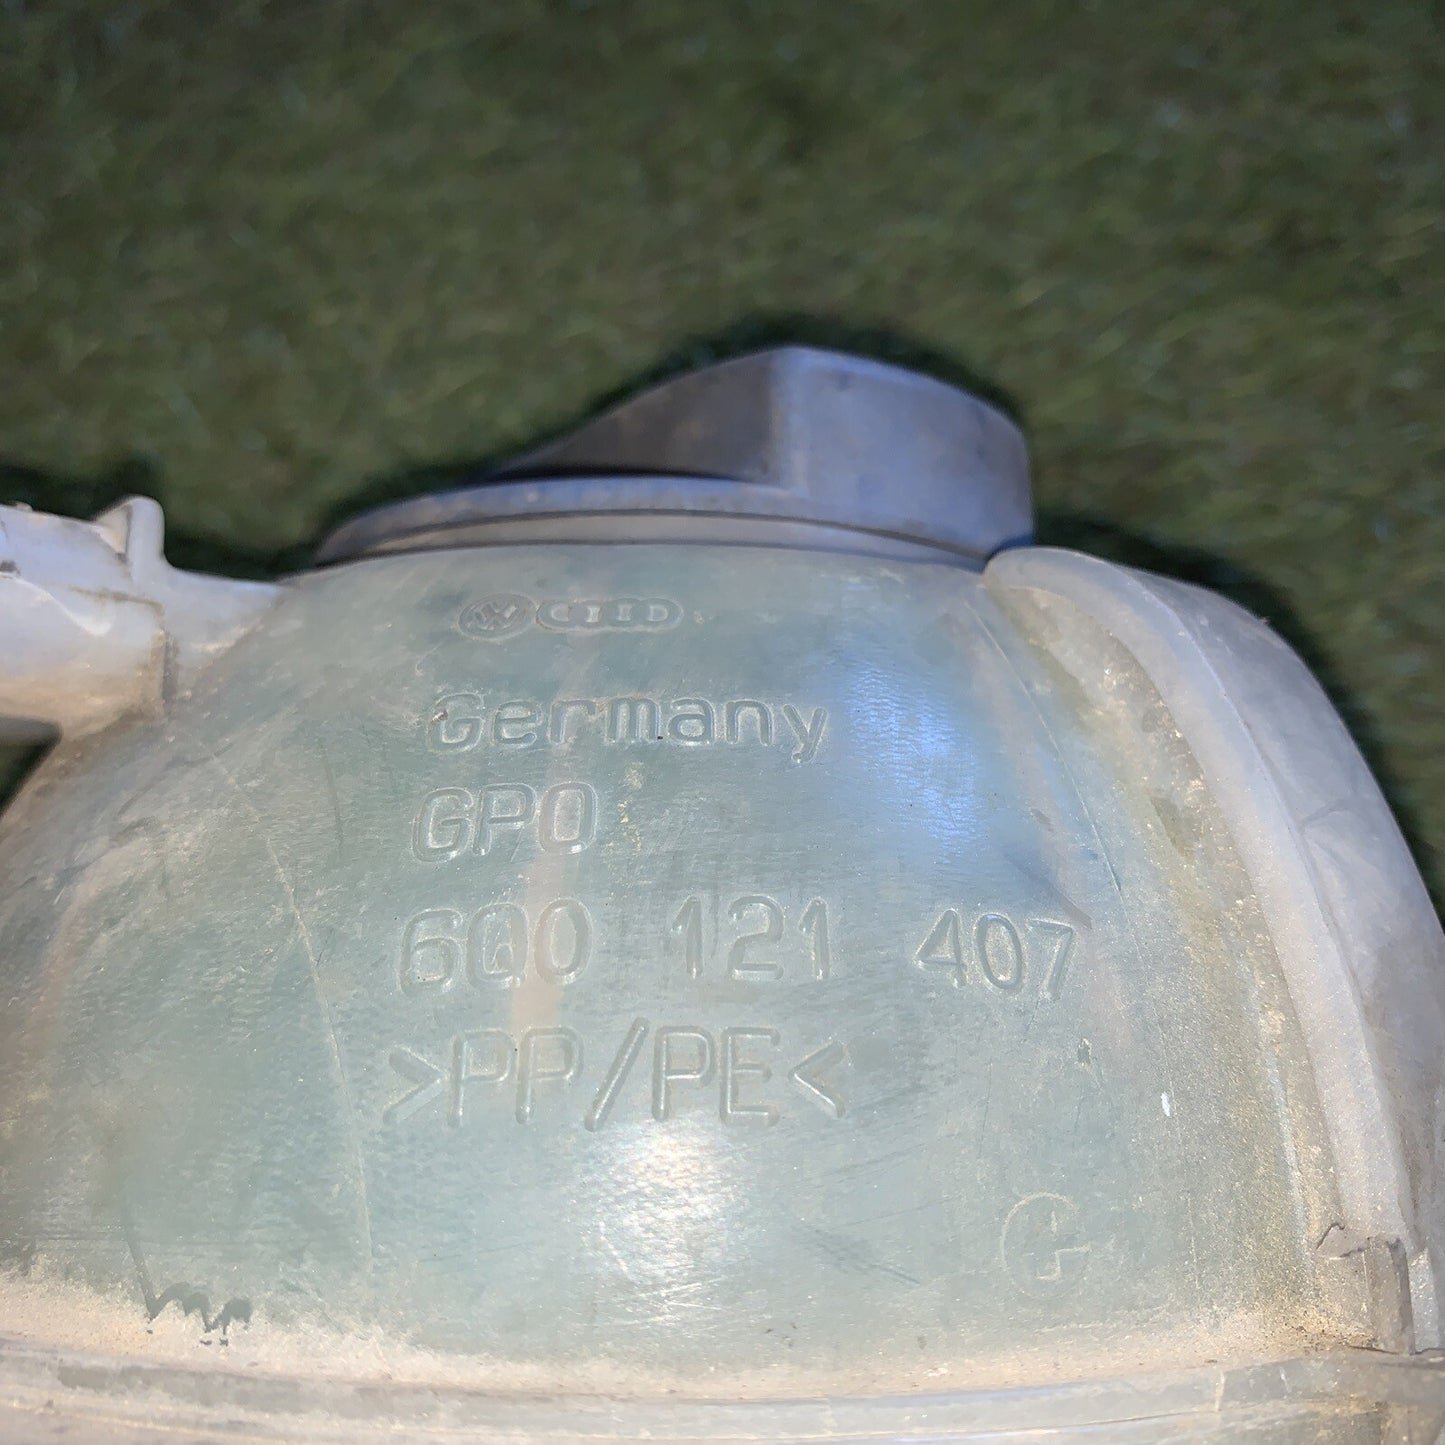 Germany
GPO
6Q0 121 407
>PP/PE<